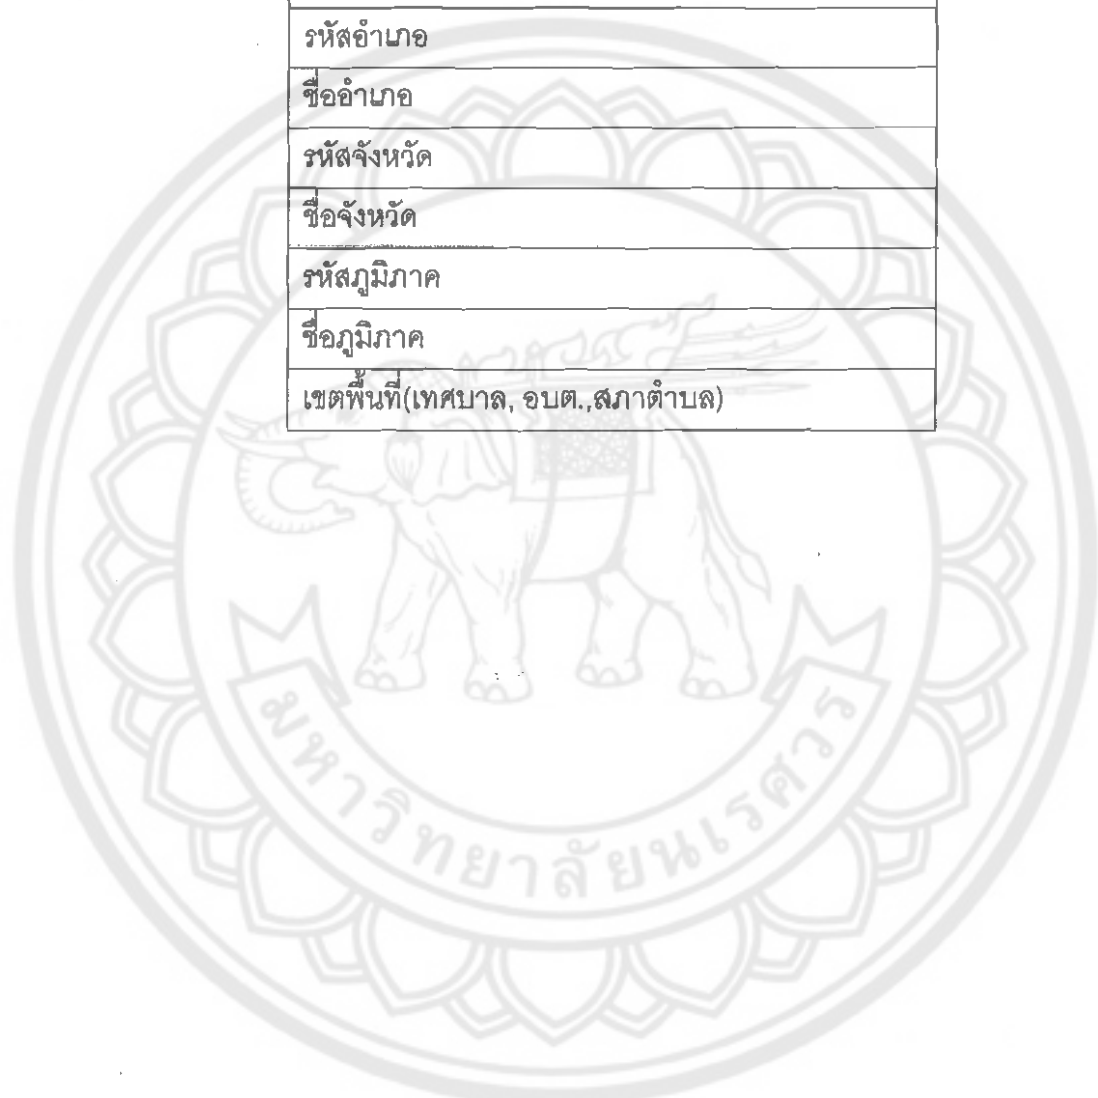 รหัสอำเภอ
ชื่ออำเภอ
รหัสจังหวัด
ชื่อจังหวัด
รหัสภูมิภาค
ชื่อภูมิภาค
เขตพื้นที่(เทศบาล, อบต.,สภาตำบล)
มหาวิทยาลัยนเรศวร